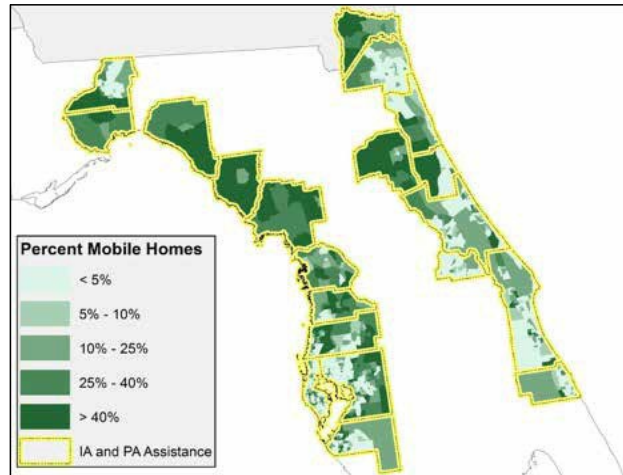 Percent Mobile Homes
< 5%
5% - 10%
10% - 25%
25% - 40%
> 40%
IA and PA Assistance